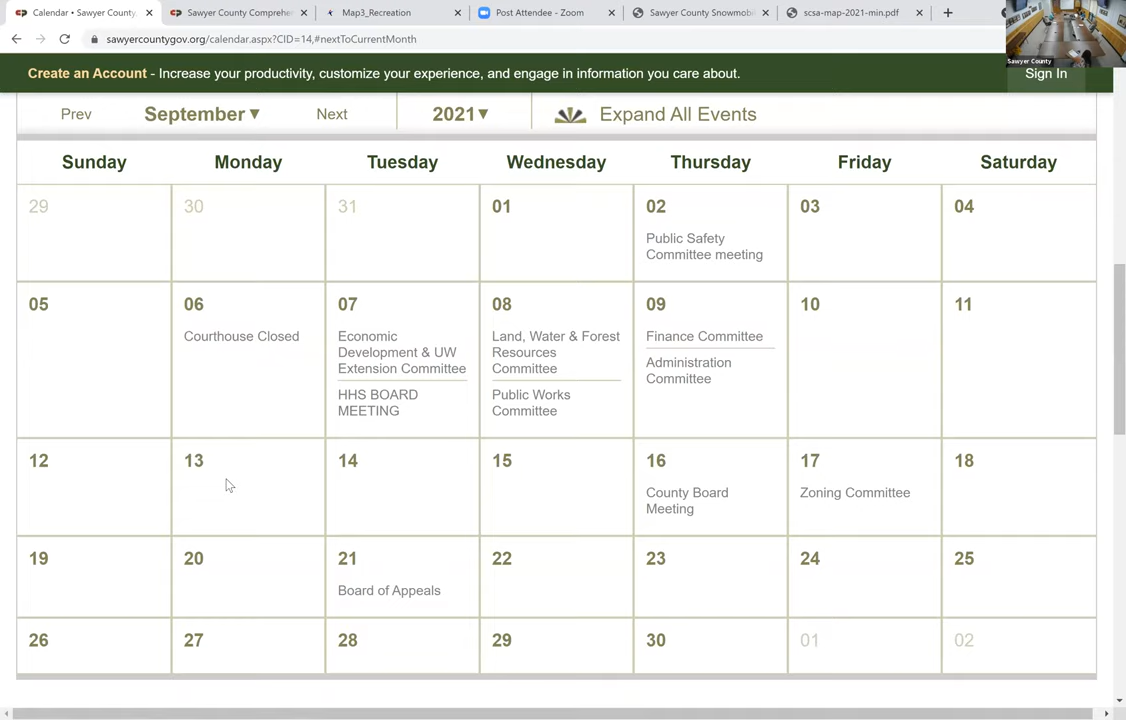 Calendar • Sawyer County,
Sawyer County Comprehe
Map3_Recreation
Post Attendee - Zoom
Sawyer County Snowmobi
scsa-map-2021-min.pdf
sawyercountygov.org/calendar.aspx?CID=14,#nextToCurrentMonth
Sawyer County
Create an Account - Increase your productivity, customize your experience, and engage in information you care about.
Sign In
Prev
September ▾
Next
2021▾
Expand All Events
Sunday Monday Tuesday Wednesday Thursday Friday Saturday
29 30 31 01 02 03 04
Public Safety
Committee meeting
05 06 07 08 09 10 11
Courthouse Closed
Economic
Development & UW
Extension Committee
HHS BOARD
MEETING
Land, Water & Forest
Resources
Committee
Public Works
Committee
Finance Committee
Administration
Committee
12 13 14 15 16 17 18
County Board
Meeting
Zoning Committee
19 20 21 22 23 24 25
Board of Appeals
26 27 28 29 30 01 02